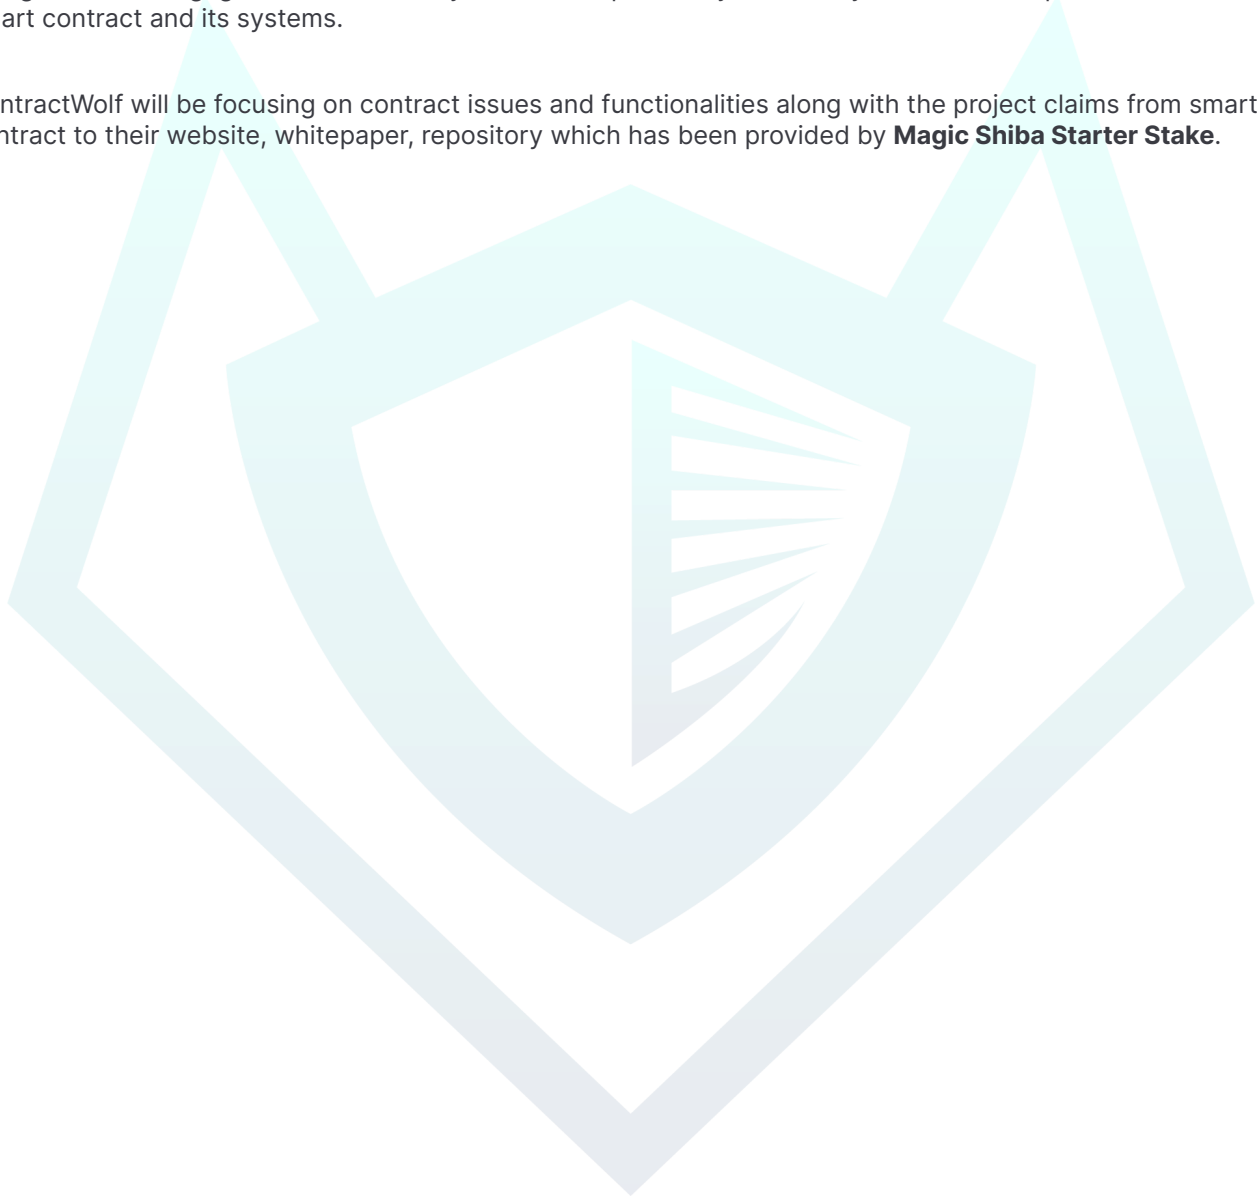 art contract and its systems.
ntractWolf will be focusing on contract issues and functionalities along with the project claims from smart
ntract to their website, whitepaper, repository which has been provided by Magic Shiba Starter Stake.